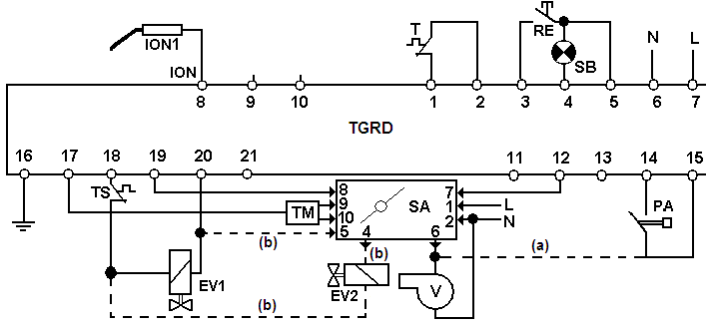 T RE N L
ION1 SB
ION
8 9 10 1 2 3 4 5 6 7
TGRD
16 17 18 19 20 21 11 12 13 14 15
TS 8 7 PA
9 SA 1 L
TM 10 2 N
5 4 6
(b) (b) (a)
EV1 EV2 V
(b)